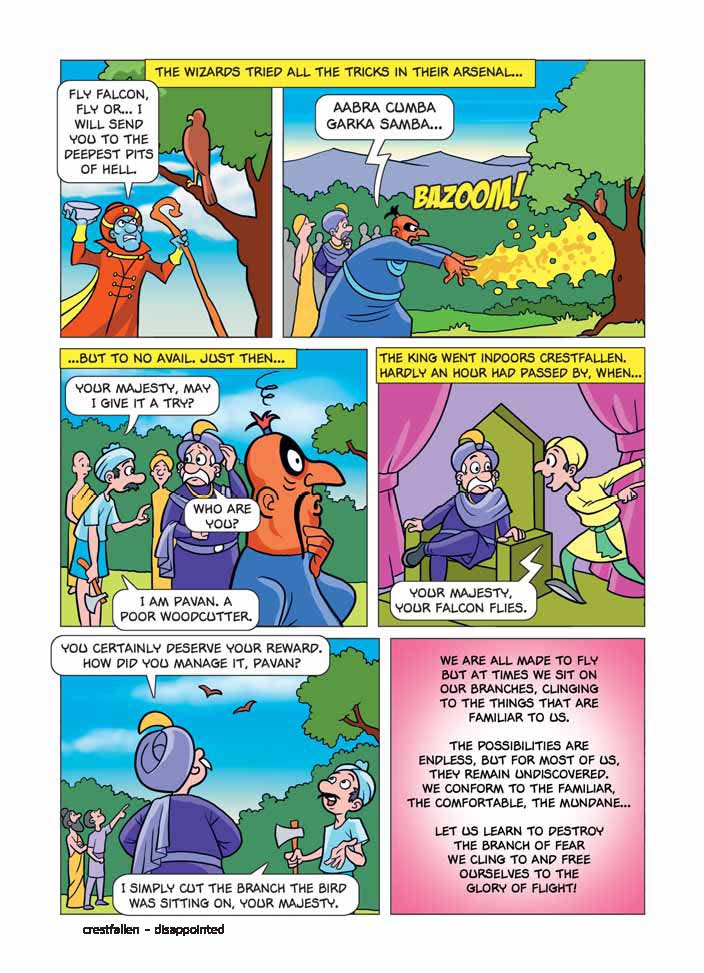 THE WIZARDS TRIED ALL THE TRICKS IN THEIR ARSENAL...
FLY FALCON,
FLY OR... I
WILL SEND
YOU TO THE
DEEPEST PITS
OF HELL.
AABRA CUMBA
GARKA SAMBA...
BAZOOM!
...BUT TO NO AVAIL. JUST THEN...
YOUR MAJESTY, MAY
I GIVE IT A TRY?
WHO ARE
YOU?
I AM PAVAN. A
POOR WOODCUTTER.
THE KING WENT INDOORS CRESTFALLEN.
HARDLY AN HOUR HAD PASSED BY, WHEN...
YOUR MAJESTY,
YOUR FALCON FLIES.
YOU CERTAINLY DESERVE YOUR REWARD.
HOW DID YOU MANAGE IT, PAVAN?
I SIMPLY CUT THE BRANCH THE BIRD
WAS SITTING ON, YOUR MAJESTY.
WE ARE ALL MADE TO FLY
BUT AT TIMES WE SIT ON
OUR BRANCHES, CLINGING
TO THE THINGS THAT ARE
FAMILIAR TO US.
THE POSSIBILITIES ARE
ENDLESS, BUT FOR MOST OF US,
THEY REMAIN UNDISCOVERED.
WE CONFORM TO THE FAMILIAR,
THE COMFORTABLE, THE MUNDANE...
LET US LEARN TO DESTROY
THE BRANCH OF FEAR
WE CLING TO AND FREE
OURSELVES TO THE
GLORY OF FLIGHT!
crestfallen - disappointed